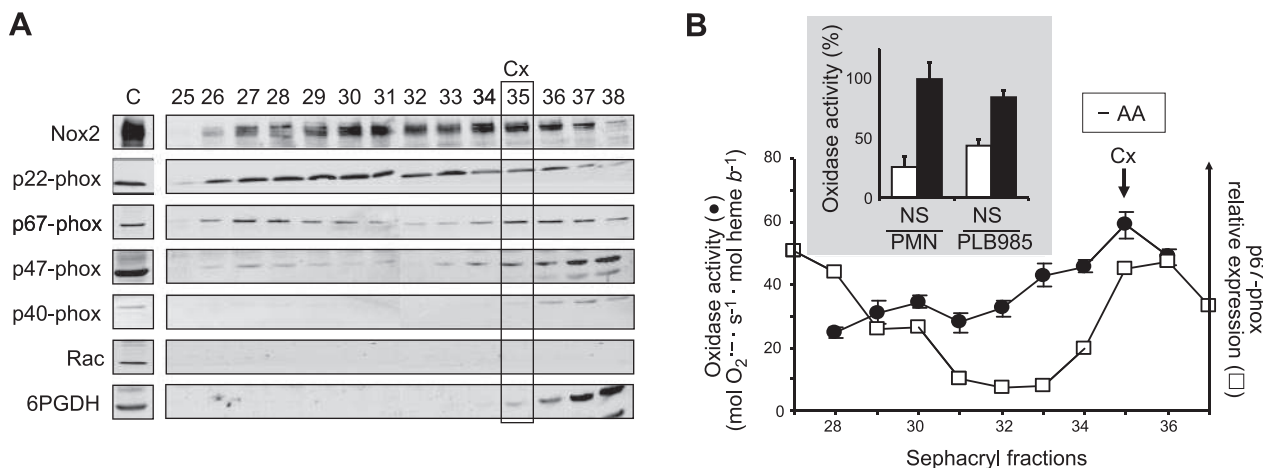 A
Cx
C 25 26 27 28 29 30 31 32 33 34 35 36 37 38
Nox2
p22-phox
p67-phox
p47-phox
p40-phox
Rac
6PGDH
B
Oxidase activity (%)
100
50
0
NS NS
PMN PLB985
– AA
Cx
Oxidase activity (●)
(mol O₂·– · s⁻¹ · mol heme b⁻¹)
80
60
40
20
0
28 30 32 34 36
Sephacryl fractions
p67-phox
relative expression (□)